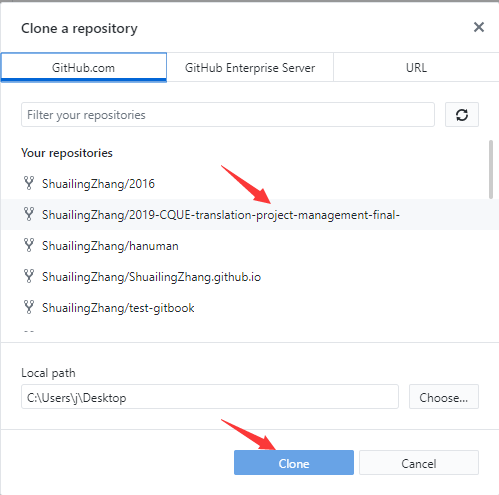 Clone a repository
GitHub.com GitHub Enterprise Server URL
Filter your repositories
Your repositories
ShuailingZhang/2016
ShuailingZhang/2019-CQUE-translation-project-management-final-
ShuailingZhang/hanuman
ShuailingZhang/ShuailingZhang.github.io
ShuailingZhang/test-gitbook
Local path
C:\Users\j\Desktop Choose...
Clone Cancel